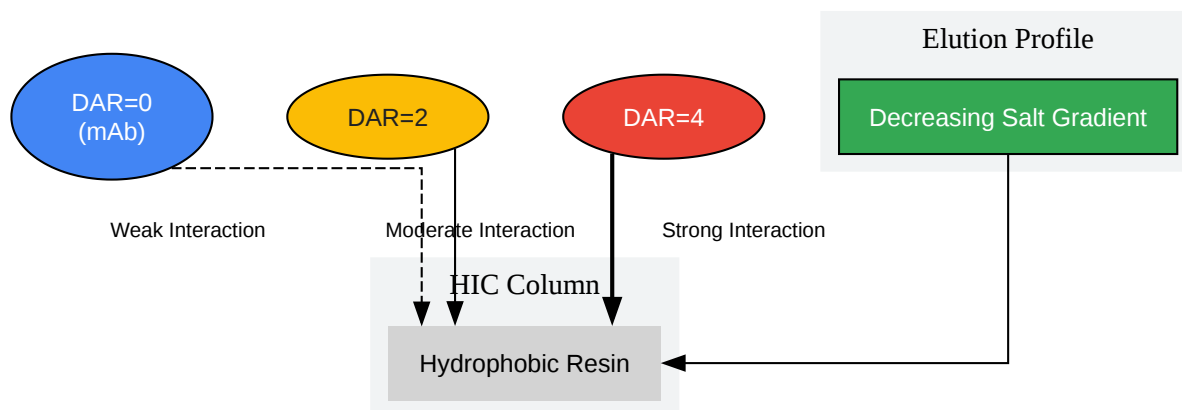 Elution Profile
DAR=0
(mAb)
DAR=2
DAR=4
Decreasing Salt Gradient
Weak Interaction
Moderate Interaction
Strong Interaction
HIC Column
Hydrophobic Resin